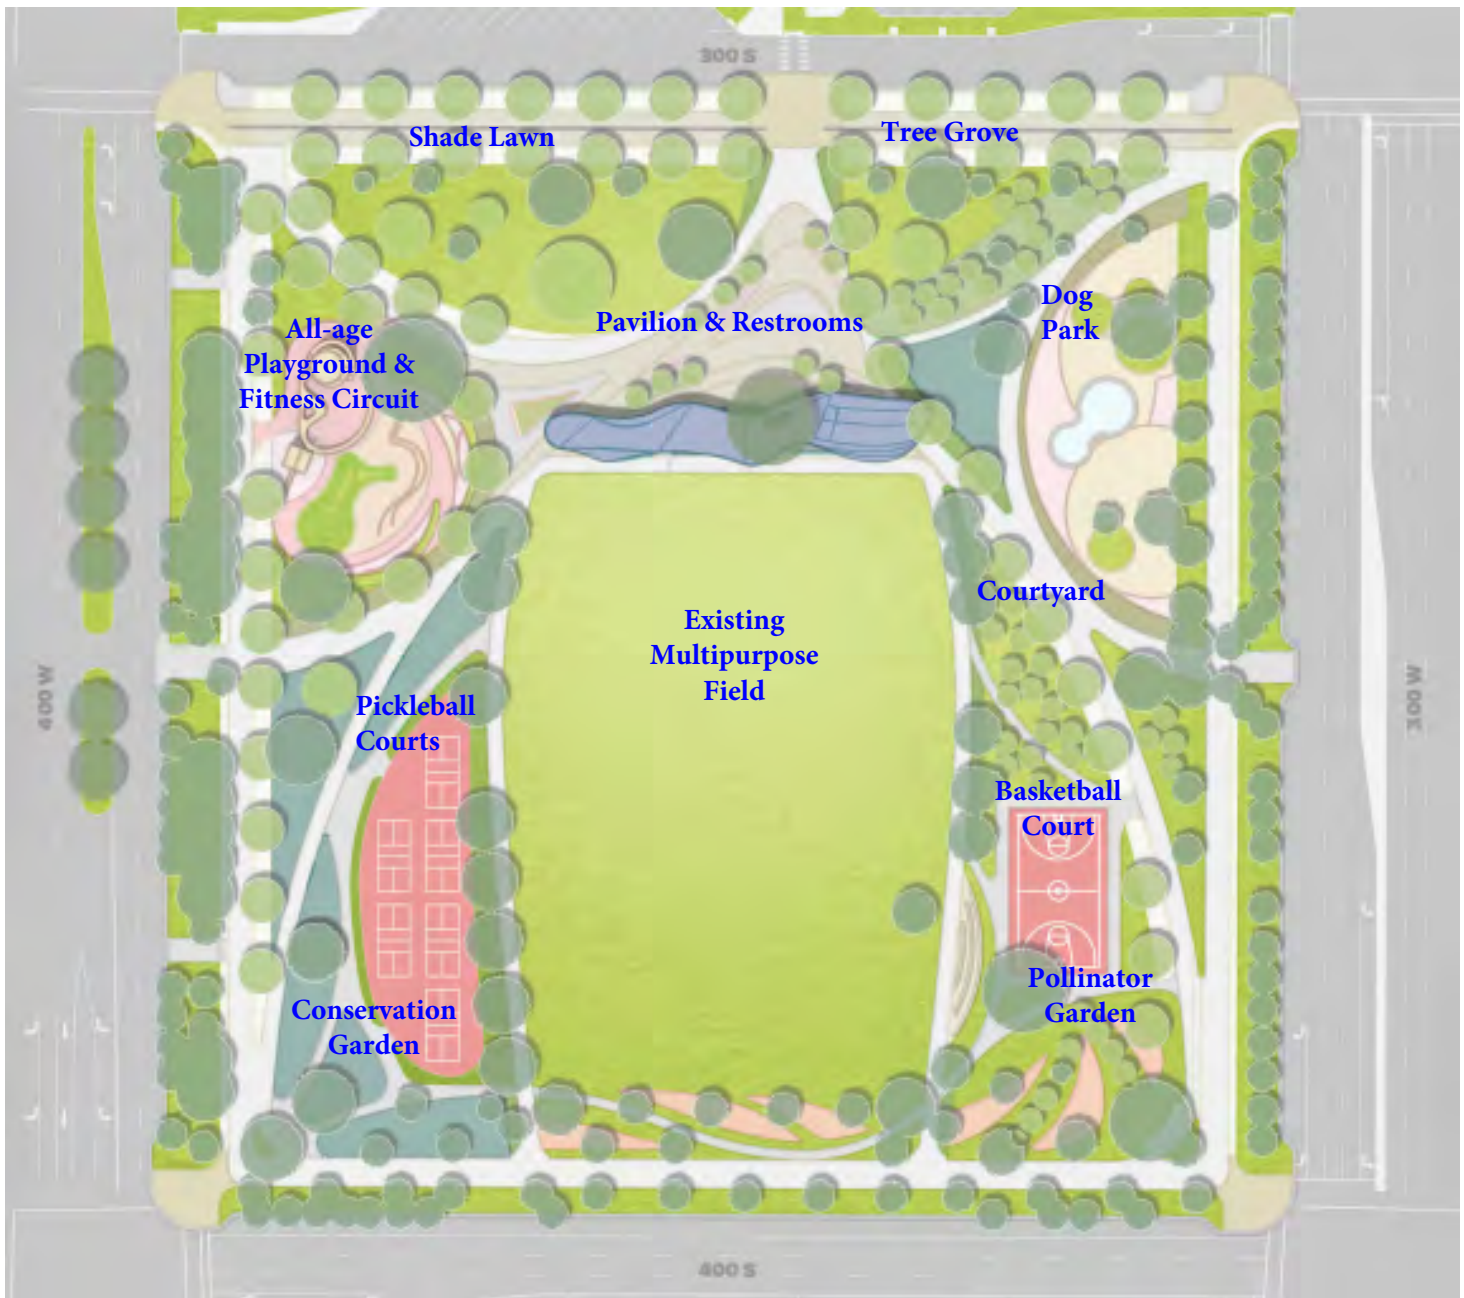 300 S
Shade Lawn
Tree Grove
Dog
Park
Pavilion & Restrooms
All-age
Playground &
Fitness Circuit
Courtyard
Existing
Multipurpose
Field
400 W
300 W
Pickleball
Courts
Basketball
Court
Pollinator
Garden
Conservation
Garden
400 S